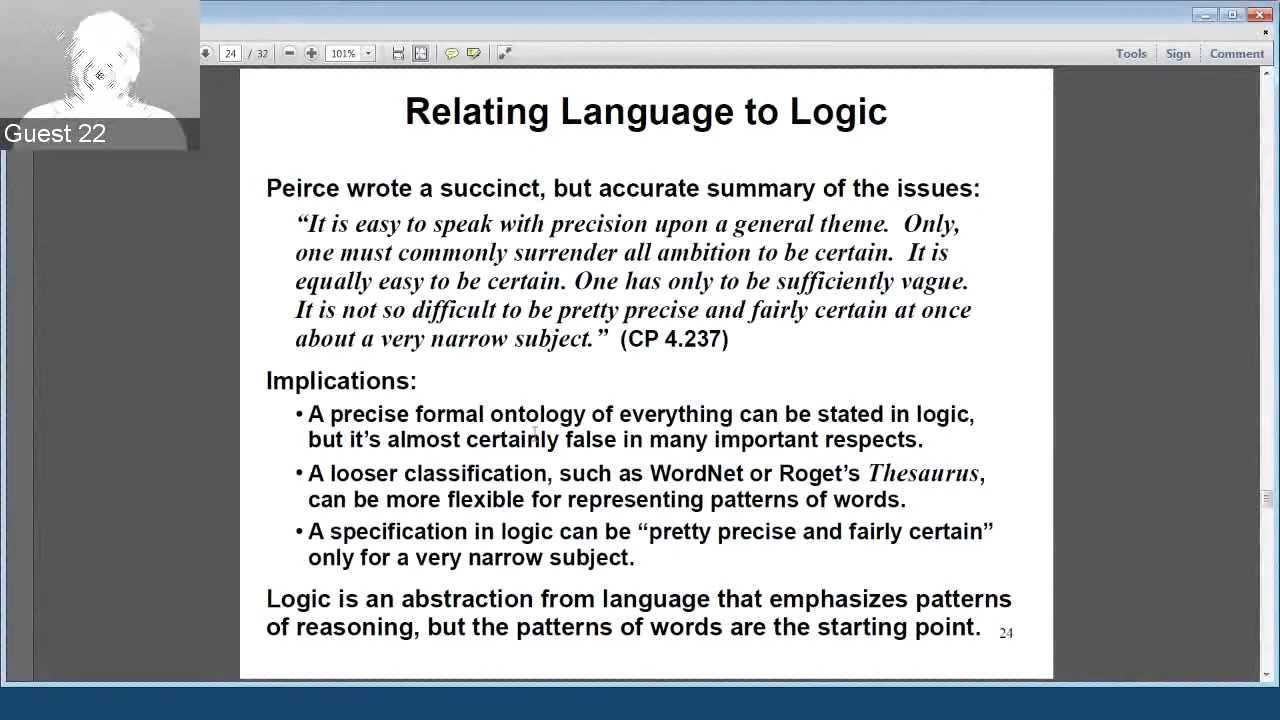 Guest 22
24 / 32
101%
Tools
Sign
Comment
Relating Language to Logic
Peirce wrote a succinct, but accurate summary of the issues:
“It is easy to speak with precision upon a general theme. Only,
one must commonly surrender all ambition to be certain. It is
equally easy to be certain. One has only to be sufficiently vague.
It is not so difficult to be pretty precise and fairly certain at once
about a very narrow subject.” (CP 4.237)
Implications:
• A precise formal ontology of everything can be stated in logic,
but it’s almost certainly false in many important respects.
• A looser classification, such as WordNet or Roget’s Thesaurus,
can be more flexible for representing patterns of words.
• A specification in logic can be “pretty precise and fairly certain”
only for a very narrow subject.
Logic is an abstraction from language that emphasizes patterns
of reasoning, but the patterns of words are the starting point.
24